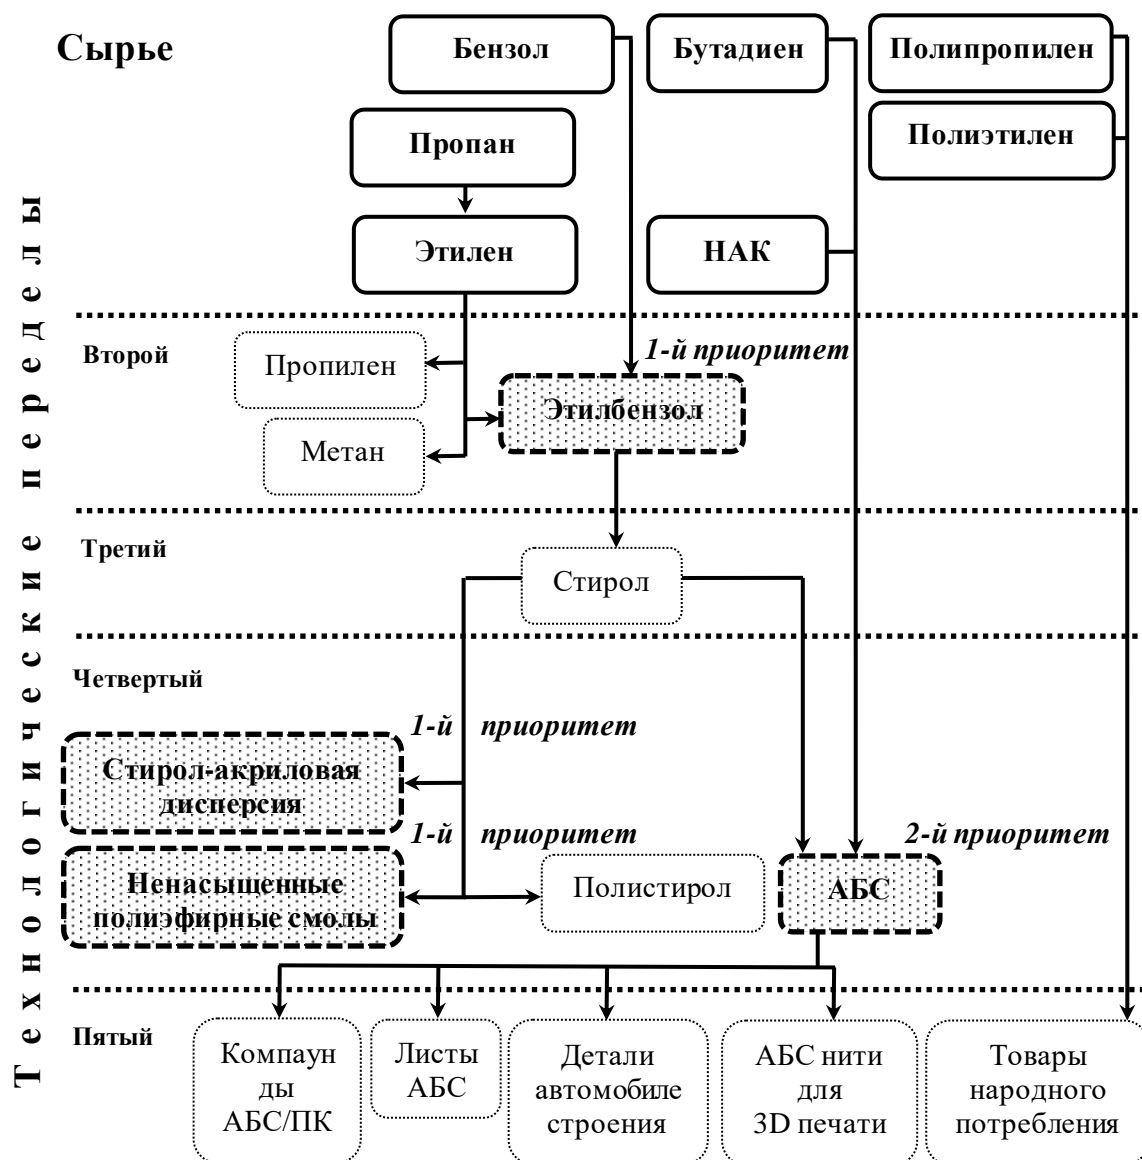 Сырье
Бензол
Бутадиен
Полипропилен
Полиэтилен
Пропан
Этилен
НАК
Технологические переделы
Второй
Пропилен
1-й приоритет
Этилбензол
Метан
Третий
Стирол
Четвертый
1-й приоритет
Стирол-акриловая
дисперсия
1-й приоритет
2-й приоритет
Ненасыщенные
полиэфирные смолы
Полистирол
АБС
Пятый
Компаун
ды
АБС/ПК
Листы
АБС
Детали
автомобиле
строения
АБС нити
для
3D печати
Товары
народного
потребления